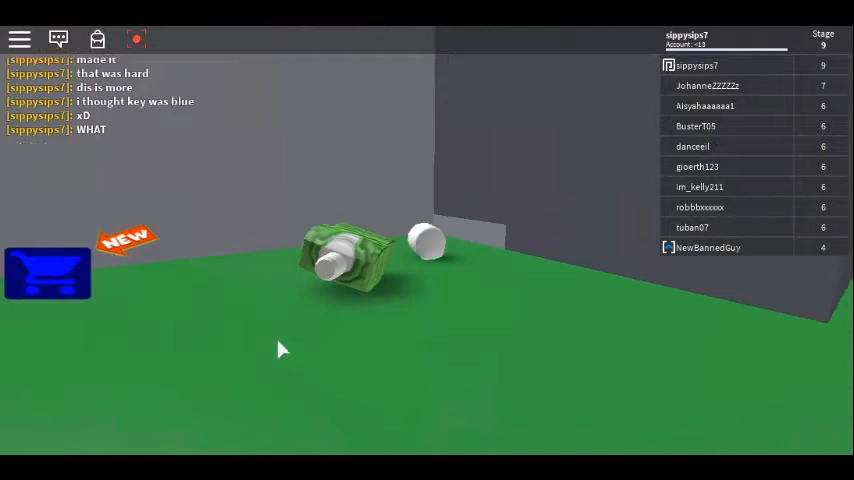 sippysips7
Account: <13
Stage
9
[sippysips7]: made it
[sippysips7]: that was hard
[sippysips7]: dis is more
[sippysips7]: i thought key was blue
[sippysips7]: xD
[sippysips7]: WHAT
sippysips7 9
JohanneZZZZZz 7
Aisyahaaaaaa1 6
BusterT05 6
danceeil 6
gioerth123 6
im_kelly211 6
robbbxxxxxx 6
tuban07 6
NewBannedGuy 4
NEW